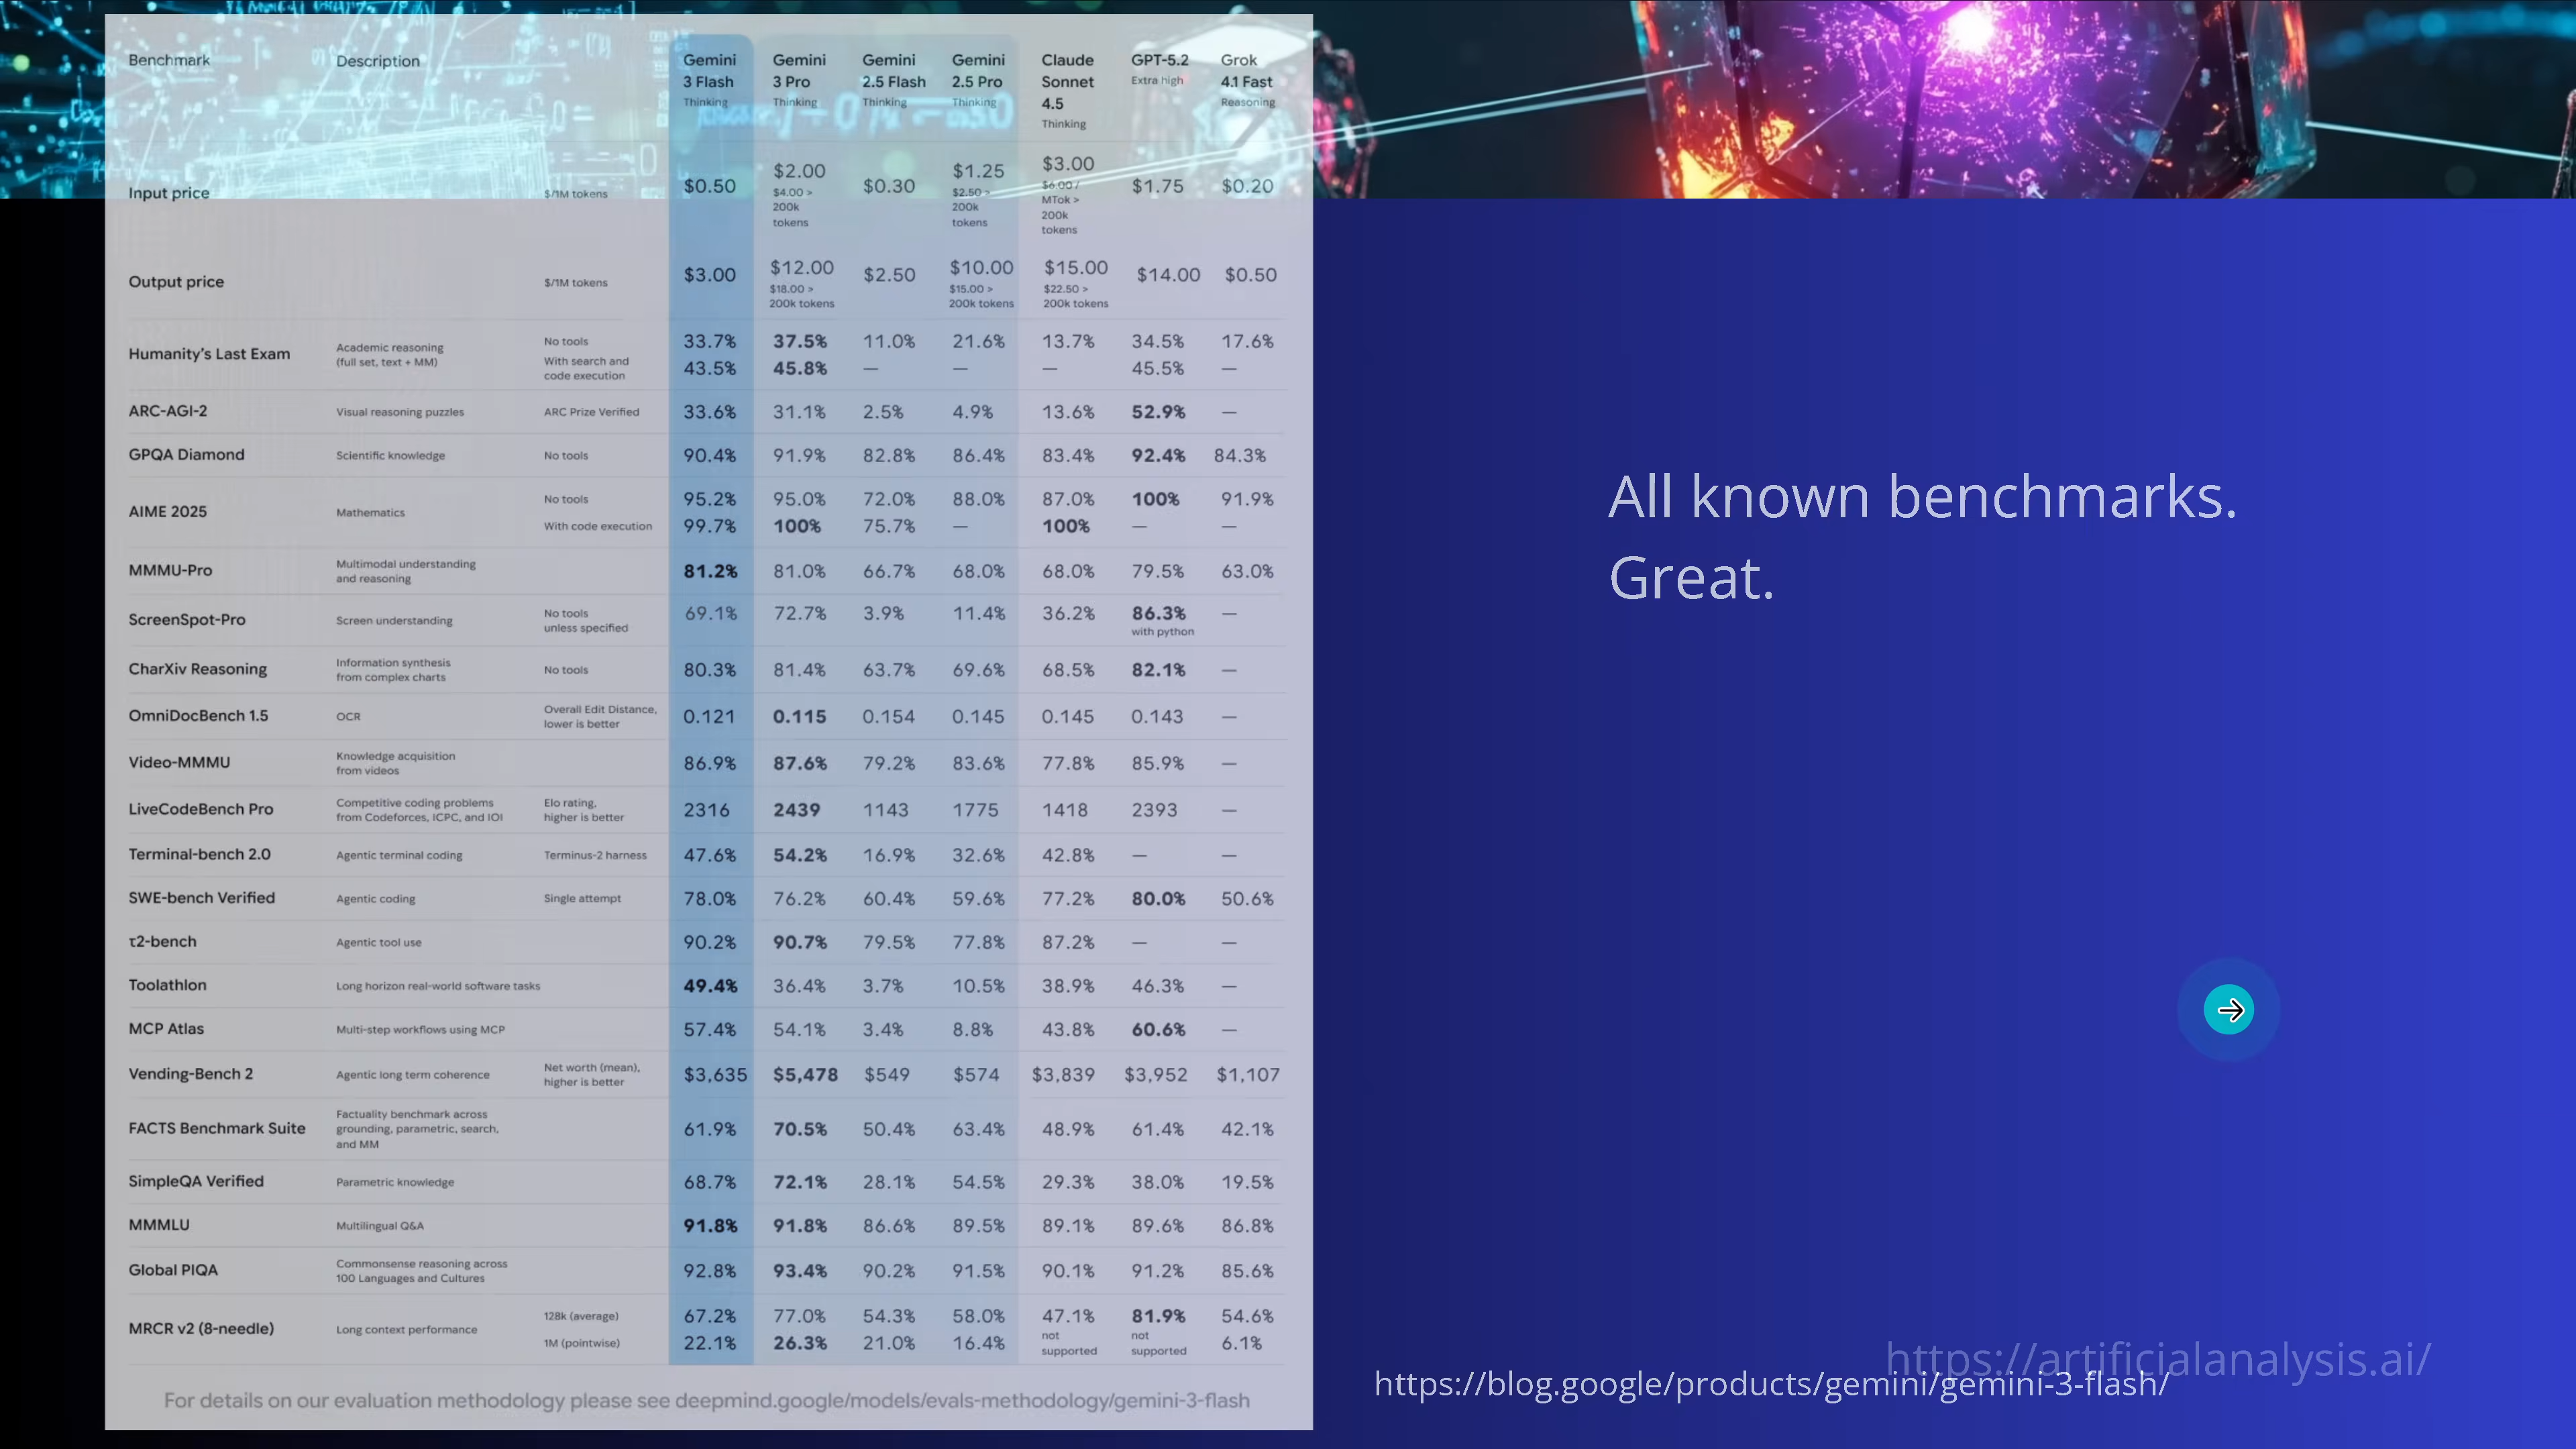 Benchmark Description Gemini 3 Flash Thinking Gemini 3 Pro Thinking Gemini 2.5 Flash Thinking Gemini 2.5 Pro Thinking Claude Sonnet 4.5 Thinking GPT-5.2 Extra high Grok 4.1 Fast Reasoning
Input price $/1M tokens $0.50 $2.00 $4.00 > 200k tokens $0.30 $1.25 $2.50 > 200k tokens $3.00 $6.00 / MTok > 200k tokens $1.75 $0.20
Output price $/1M tokens $3.00 $12.00 $18.00 > 200k tokens $2.50 $10.00 $15.00 > 200k tokens $15.00 $22.50 > 200k tokens $14.00 $0.50
Humanity's Last Exam Academic reasoning (full set, text + MM) No tools 33.7% 37.5% 11.0% 21.6% 13.7% 34.5% 17.6%
With search and code execution 43.5% 45.8% — — — 45.5% —
ARC-AGI-2 Visual reasoning puzzles ARC Prize Verified 33.6% 31.1% 2.5% 4.9% 13.6% 52.9% —
GPQA Diamond Scientific knowledge No tools 90.4% 91.9% 82.8% 86.4% 83.4% 92.4% 84.3%
AIME 2025 Mathematics No tools 95.2% 95.0% 72.0% 88.0% 87.0% 100% 91.9%
With code execution 99.7% 100% 75.7% — 100% — —
MMMU-Pro Multimodal understanding and reasoning 81.2% 81.0% 66.7% 68.0% 68.0% 79.5% 63.0%
ScreenSpot-Pro Screen understanding No tools unless specified 69.1% 72.7% 3.9% 11.4% 36.2% 86.3% with python —
CharXiv Reasoning Information synthesis from complex charts No tools 80.3% 81.4% 63.7% 69.6% 68.5% 82.1% —
OmniDocBench 1.5 OCR Overall Edit Distance, lower is better 0.121 0.115 0.154 0.145 0.145 0.143 —
Video-MMMU Knowledge acquisition from videos 86.9% 87.6% 79.2% 83.6% 77.8% 85.9% —
LiveCodeBench Pro Competitive coding problems from Codeforces, ICPC, and IOI Elo rating, higher is better 2316 2439 1143 1775 1418 2393 —
Terminal-bench 2.0 Agentic terminal coding Terminus-2 harness 47.6% 54.2% 16.9% 32.6% 42.8% — —
SWE-bench Verified Agentic coding Single attempt 78.0% 76.2% 60.4% 59.6% 77.2% 80.0% 50.6%
τ2-bench Agentic tool use 90.2% 90.7% 79.5% 77.8% 87.2% — —
Toolathlon Long horizon real-world software tasks 49.4% 36.4% 3.7% 10.5% 38.9% 46.3% —
MCP Atlas Multi-step workflows using MCP 57.4% 54.1% 3.4% 8.8% 43.8% 60.6% —
Vending-Bench 2 Agentic long term coherence Net worth (mean), higher is better $3,635 $5,478 $549 $574 $3,839 $3,952 $1,107
FACTS Benchmark Suite Factuality benchmark across grounding, parametric, search, and MM 61.9% 70.5% 50.4% 63.4% 48.9% 61.4% 42.1%
SimpleQA Verified Parametric knowledge 68.7% 72.1% 28.1% 54.5% 29.3% 38.0% 19.5%
MMMLU Multilingual Q&A 91.8% 91.8% 86.6% 89.5% 89.1% 89.6% 86.8%
Global PIQA Commonsense reasoning across 100 Languages and Cultures 92.8% 93.4% 90.2% 91.5% 90.1% 91.2% 85.6%
MRCR v2 (8-needle) Long context performance 128k (average) 67.2% 77.0% 54.3% 58.0% 47.1% 81.9% 54.6%
1M (pointwise) 22.1% 26.3% 21.0% 16.4% not supported not supported 6.1%
For details on our evaluation methodology please see deepmind.google/models/evals-methodology/gemini-3-flash
All known benchmarks.
Great.
https://artificialanalysis.ai/
https://blog.google/products/gemini/gemini-3-flash/